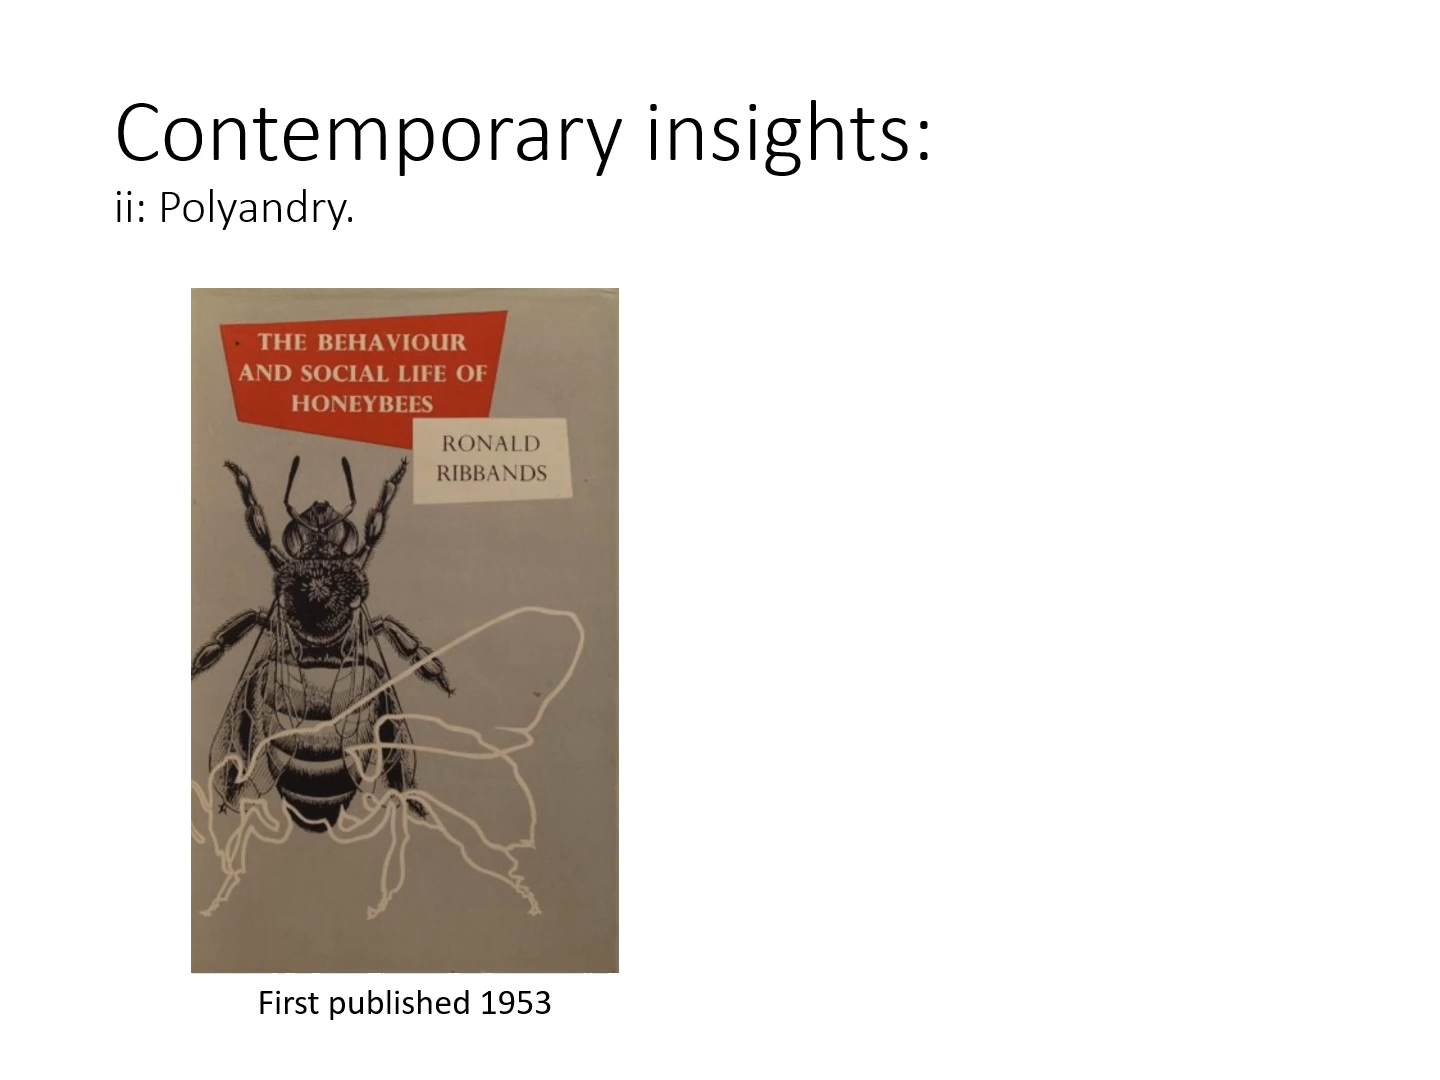 Contemporary insights:
ii: Polyandry.
THE BEHAVIOUR
AND SOCIAL LIFE OF
HONEYBEES
RONALD
RIBBANDS
First published 1953